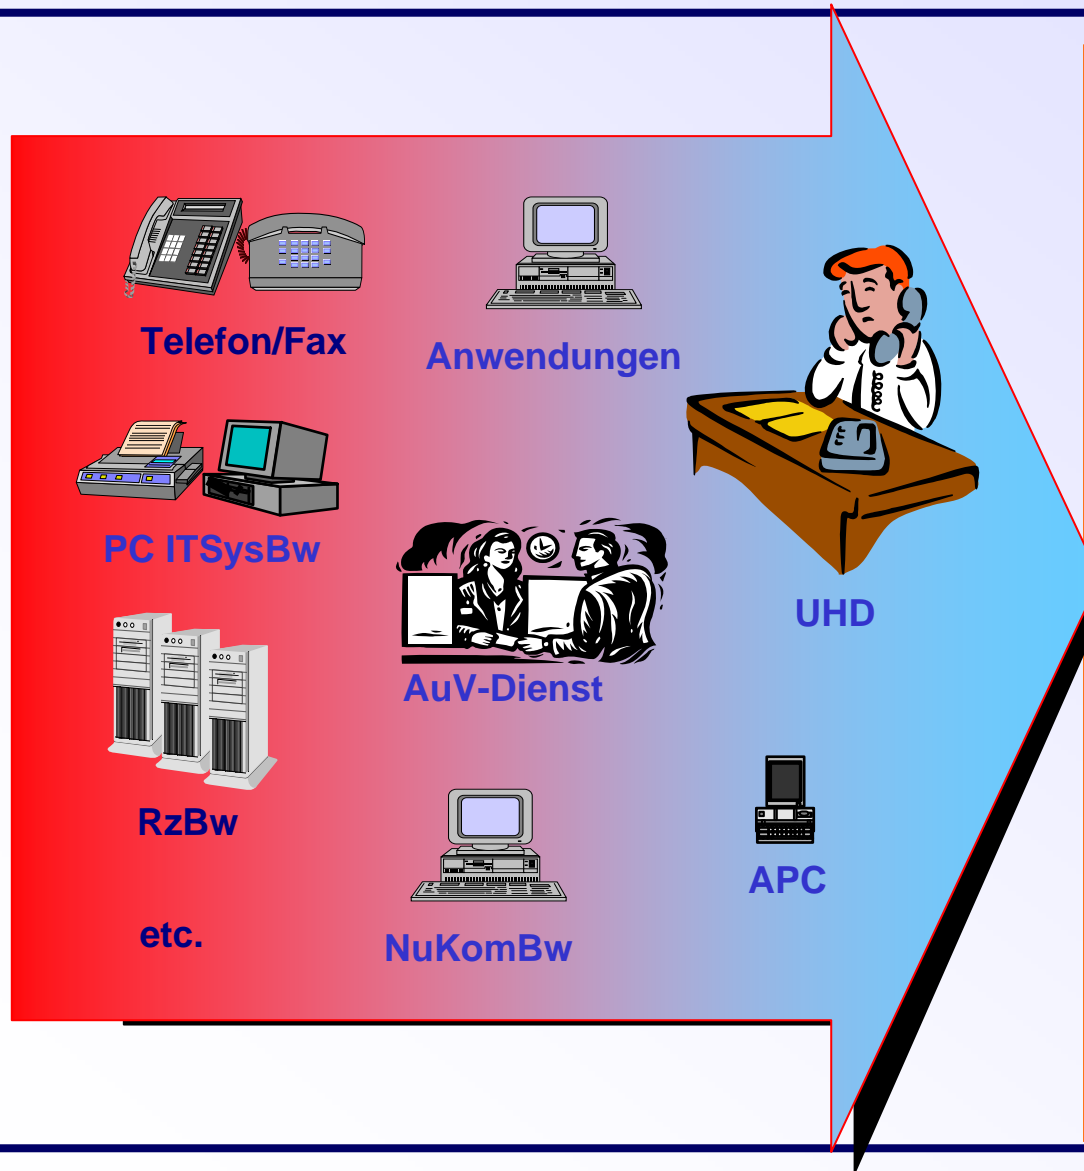 Telefon/Fax
Anwendungen
PC ITSysBw
UHD
AuV-Dienst
RzBw
APC
etc.
NuKomBw